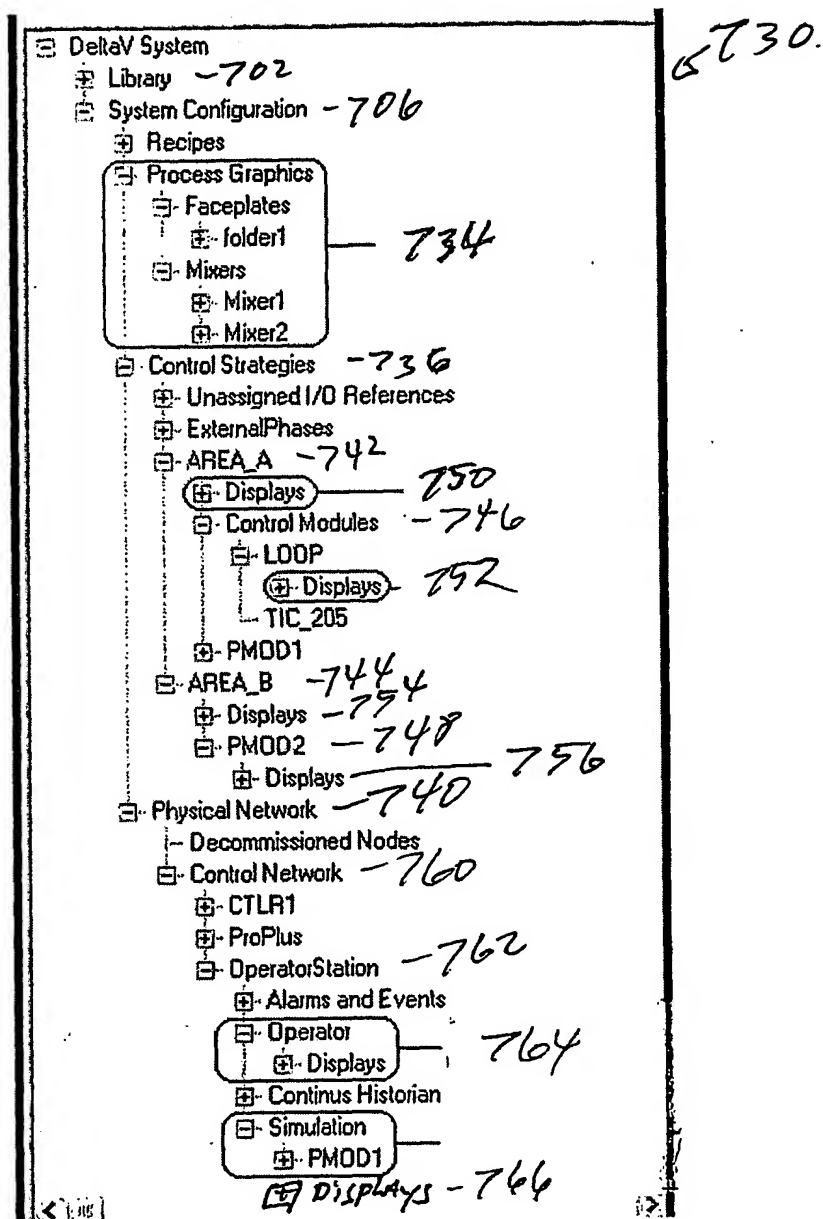 DeltaV System
730.
Library - 702
System Configuration - 706
Recipes
Process Graphics
Faceplates
folder1
734
Mixers
Mixer1
Mixer2
Control Strategies - 736
Unassigned I/O References
ExternalPhases
AREA_A - 742
Displays 750
Control Modules - 746
LOOP
Displays 752
TIC_205
PMOD1
AREA_B - 744
Displays - 754
PMOD2 - 748
Displays 756
Physical Network - 740
Decommissioned Nodes
Control Network - 760
CTLR1
ProPlus
OperatorStation - 762
Alarms and Events
Operator
Displays 764
Continus Historian
Simulation
PMOD1
DISPLAYS - 766